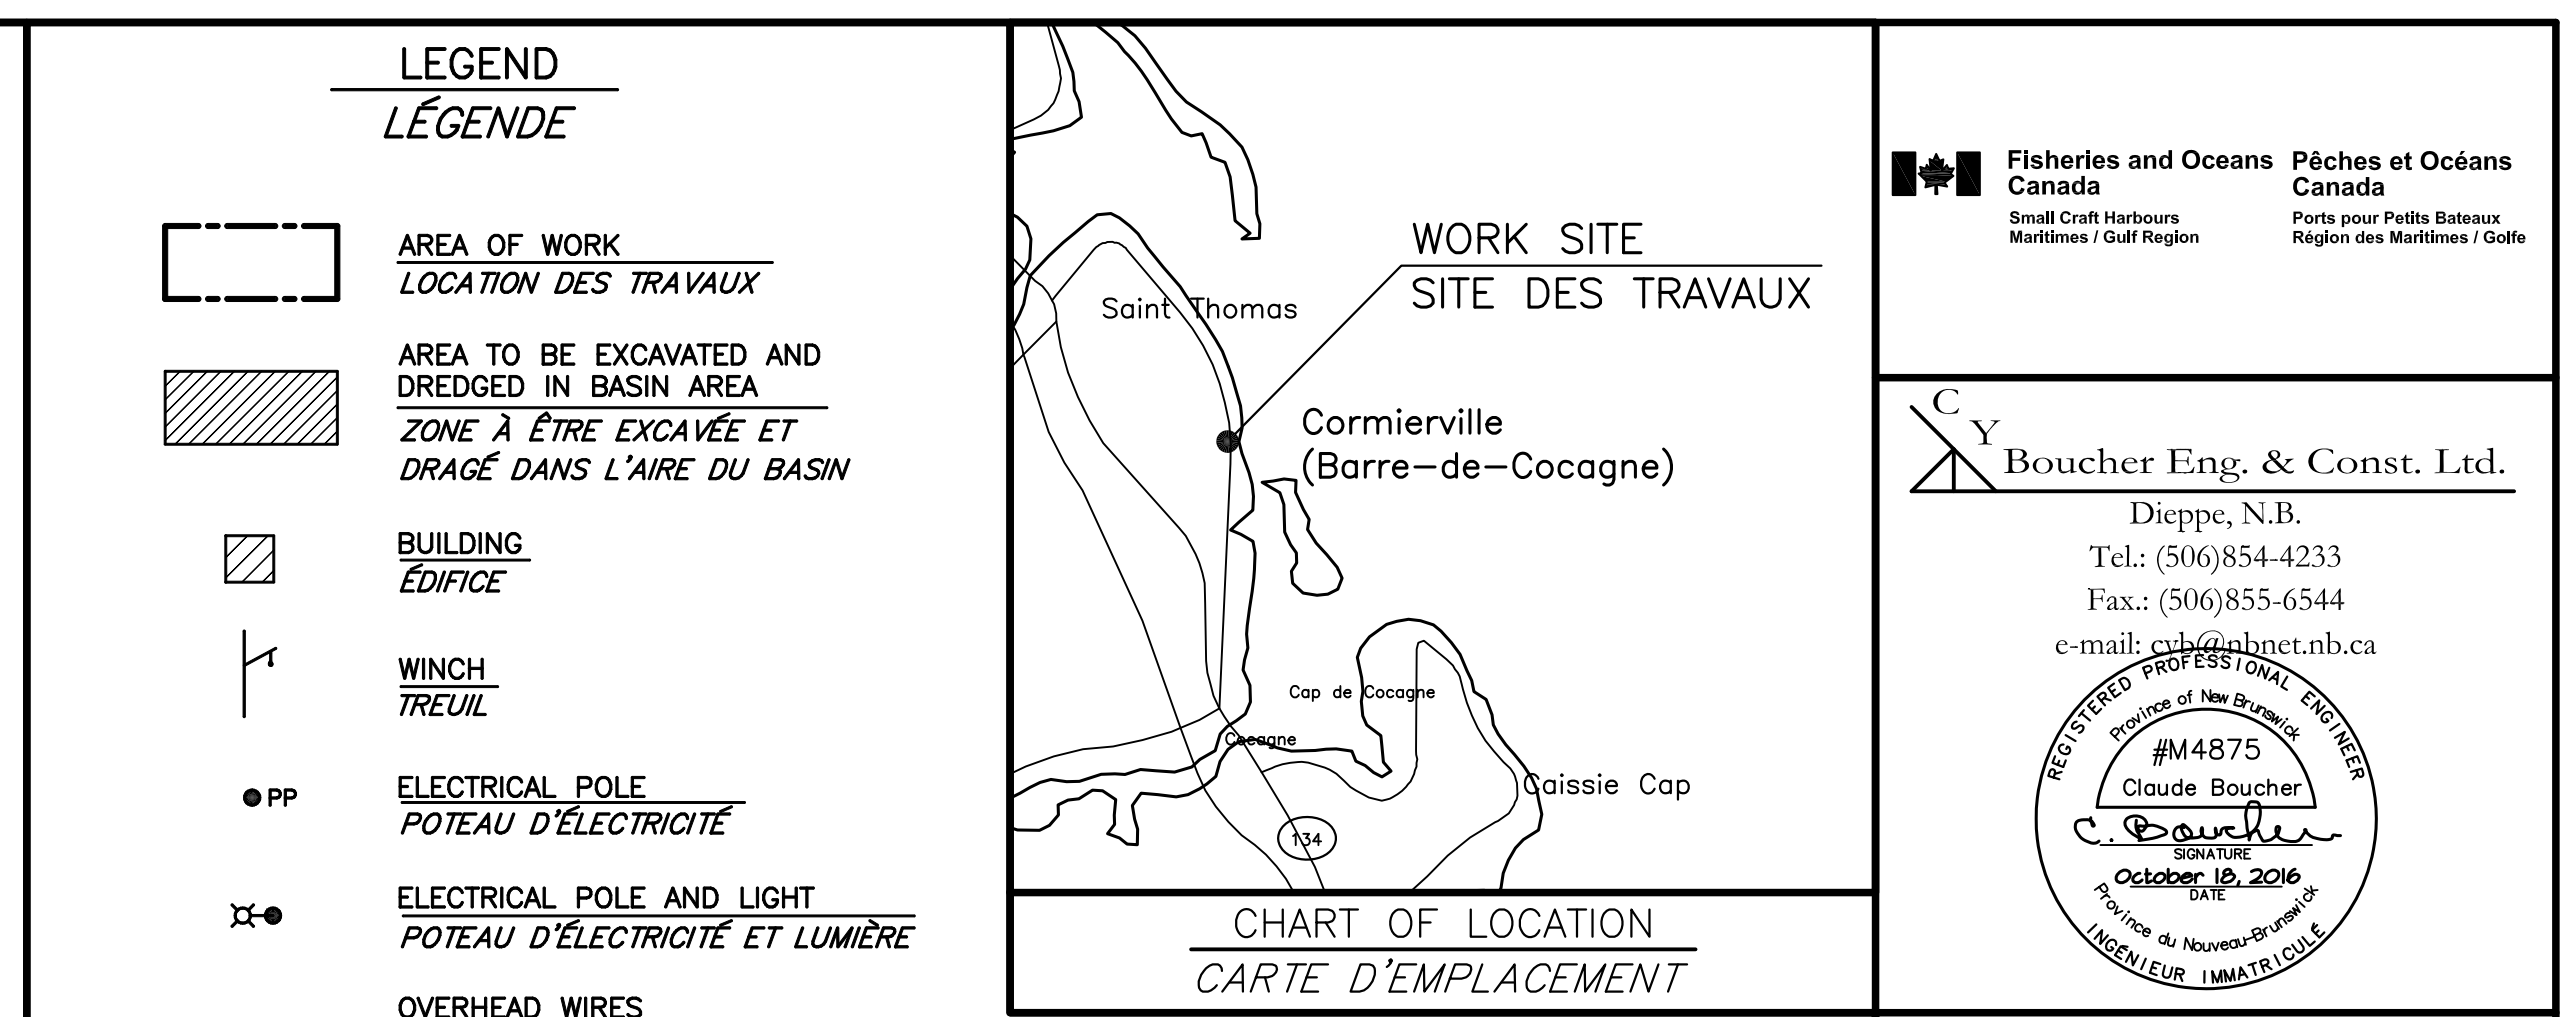 LEGEND
LÉGENDE
AREA OF WORK
LOCATION DES TRAVAUX
AREA TO BE EXCAVATED AND
DREDGED IN BASIN AREA
ZONE À ÊTRE EXCAVÉE ET
DRAGÉ DANS L'AIRE DU BASIN
BUILDING
ÉDIFICE
WINCH
TREUIL
PP
ELECTRICAL POLE
POTEAU D'ÉLECTRICITÉ
ELECTRICAL POLE AND LIGHT
POTEAU D'ÉLECTRICITÉ ET LUMIÈRE
OVERHEAD WIRES
WORK SITE
SITE DES TRAVAUX
Saint Thomas
Cormierville
(Barre-de-Cocagne)
Cap de Cocagne
Cocagne
Caissie Cap
134
CHART OF LOCATION
CARTE D'EMPLACEMENT
Fisheries and Oceans
Canada
Small Craft Harbours
Maritimes / Gulf Region
Pêches et Océans
Canada
Ports pour Petits Bateaux
Région des Maritimes / Golfe
C
Y
Boucher Eng. & Const. Ltd.
Dieppe, N.B.
Tel.: (506)854-4233
Fax.: (506)855-6544
e-mail: cyb@nbnet.nb.ca
REGISTERED PROFESSIONAL ENGINEER
Province of New Brunswick
#M4875
Claude Boucher
C. Boucher
SIGNATURE
October 18, 2016
DATE
Province du Nouveau-Brunswick
INGÉNIEUR IMMATRICULÉ